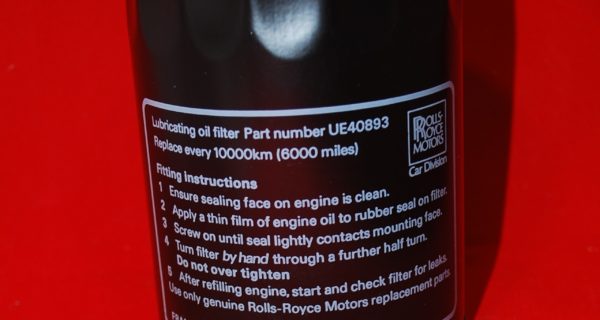 Lubricating oil filter Part number UE40893
Replace every 10000km (6000 miles)
ROLLS-
ROYCE
MOTORS
Car Division
Fitting instructions
1 Ensure sealing face on engine is clean.
2 Apply a thin film of engine oil to rubber seal on filter.
3 Screw on until seal lightly contacts mounting face.
4 Turn filter by hand through a further half turn.
Do not over tighten
5 After refilling engine, start and check filter for leaks.
Use only genuine Rolls-Royce Motors replacement parts.